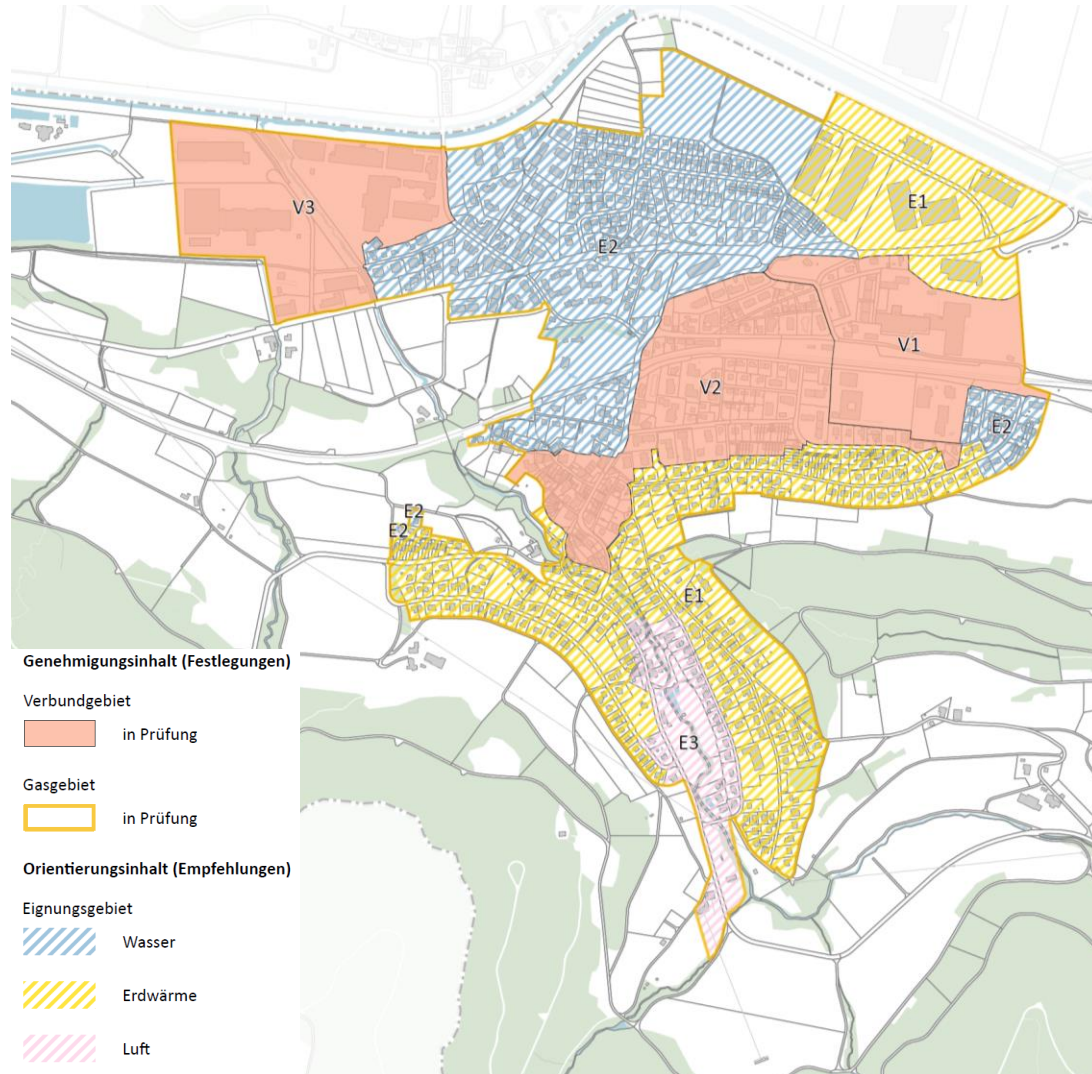 V3
E2
E1
V1
V2
E2
E2
E2
E1
E3
Genehmigungsinhalt (Festlegungen)
Verbundgebiet
in Prüfung
Gasgebiet
in Prüfung
Orientierungsinhalt (Empfehlungen)
Eignungsgebiet
Wasser
Erdwärme
Luft